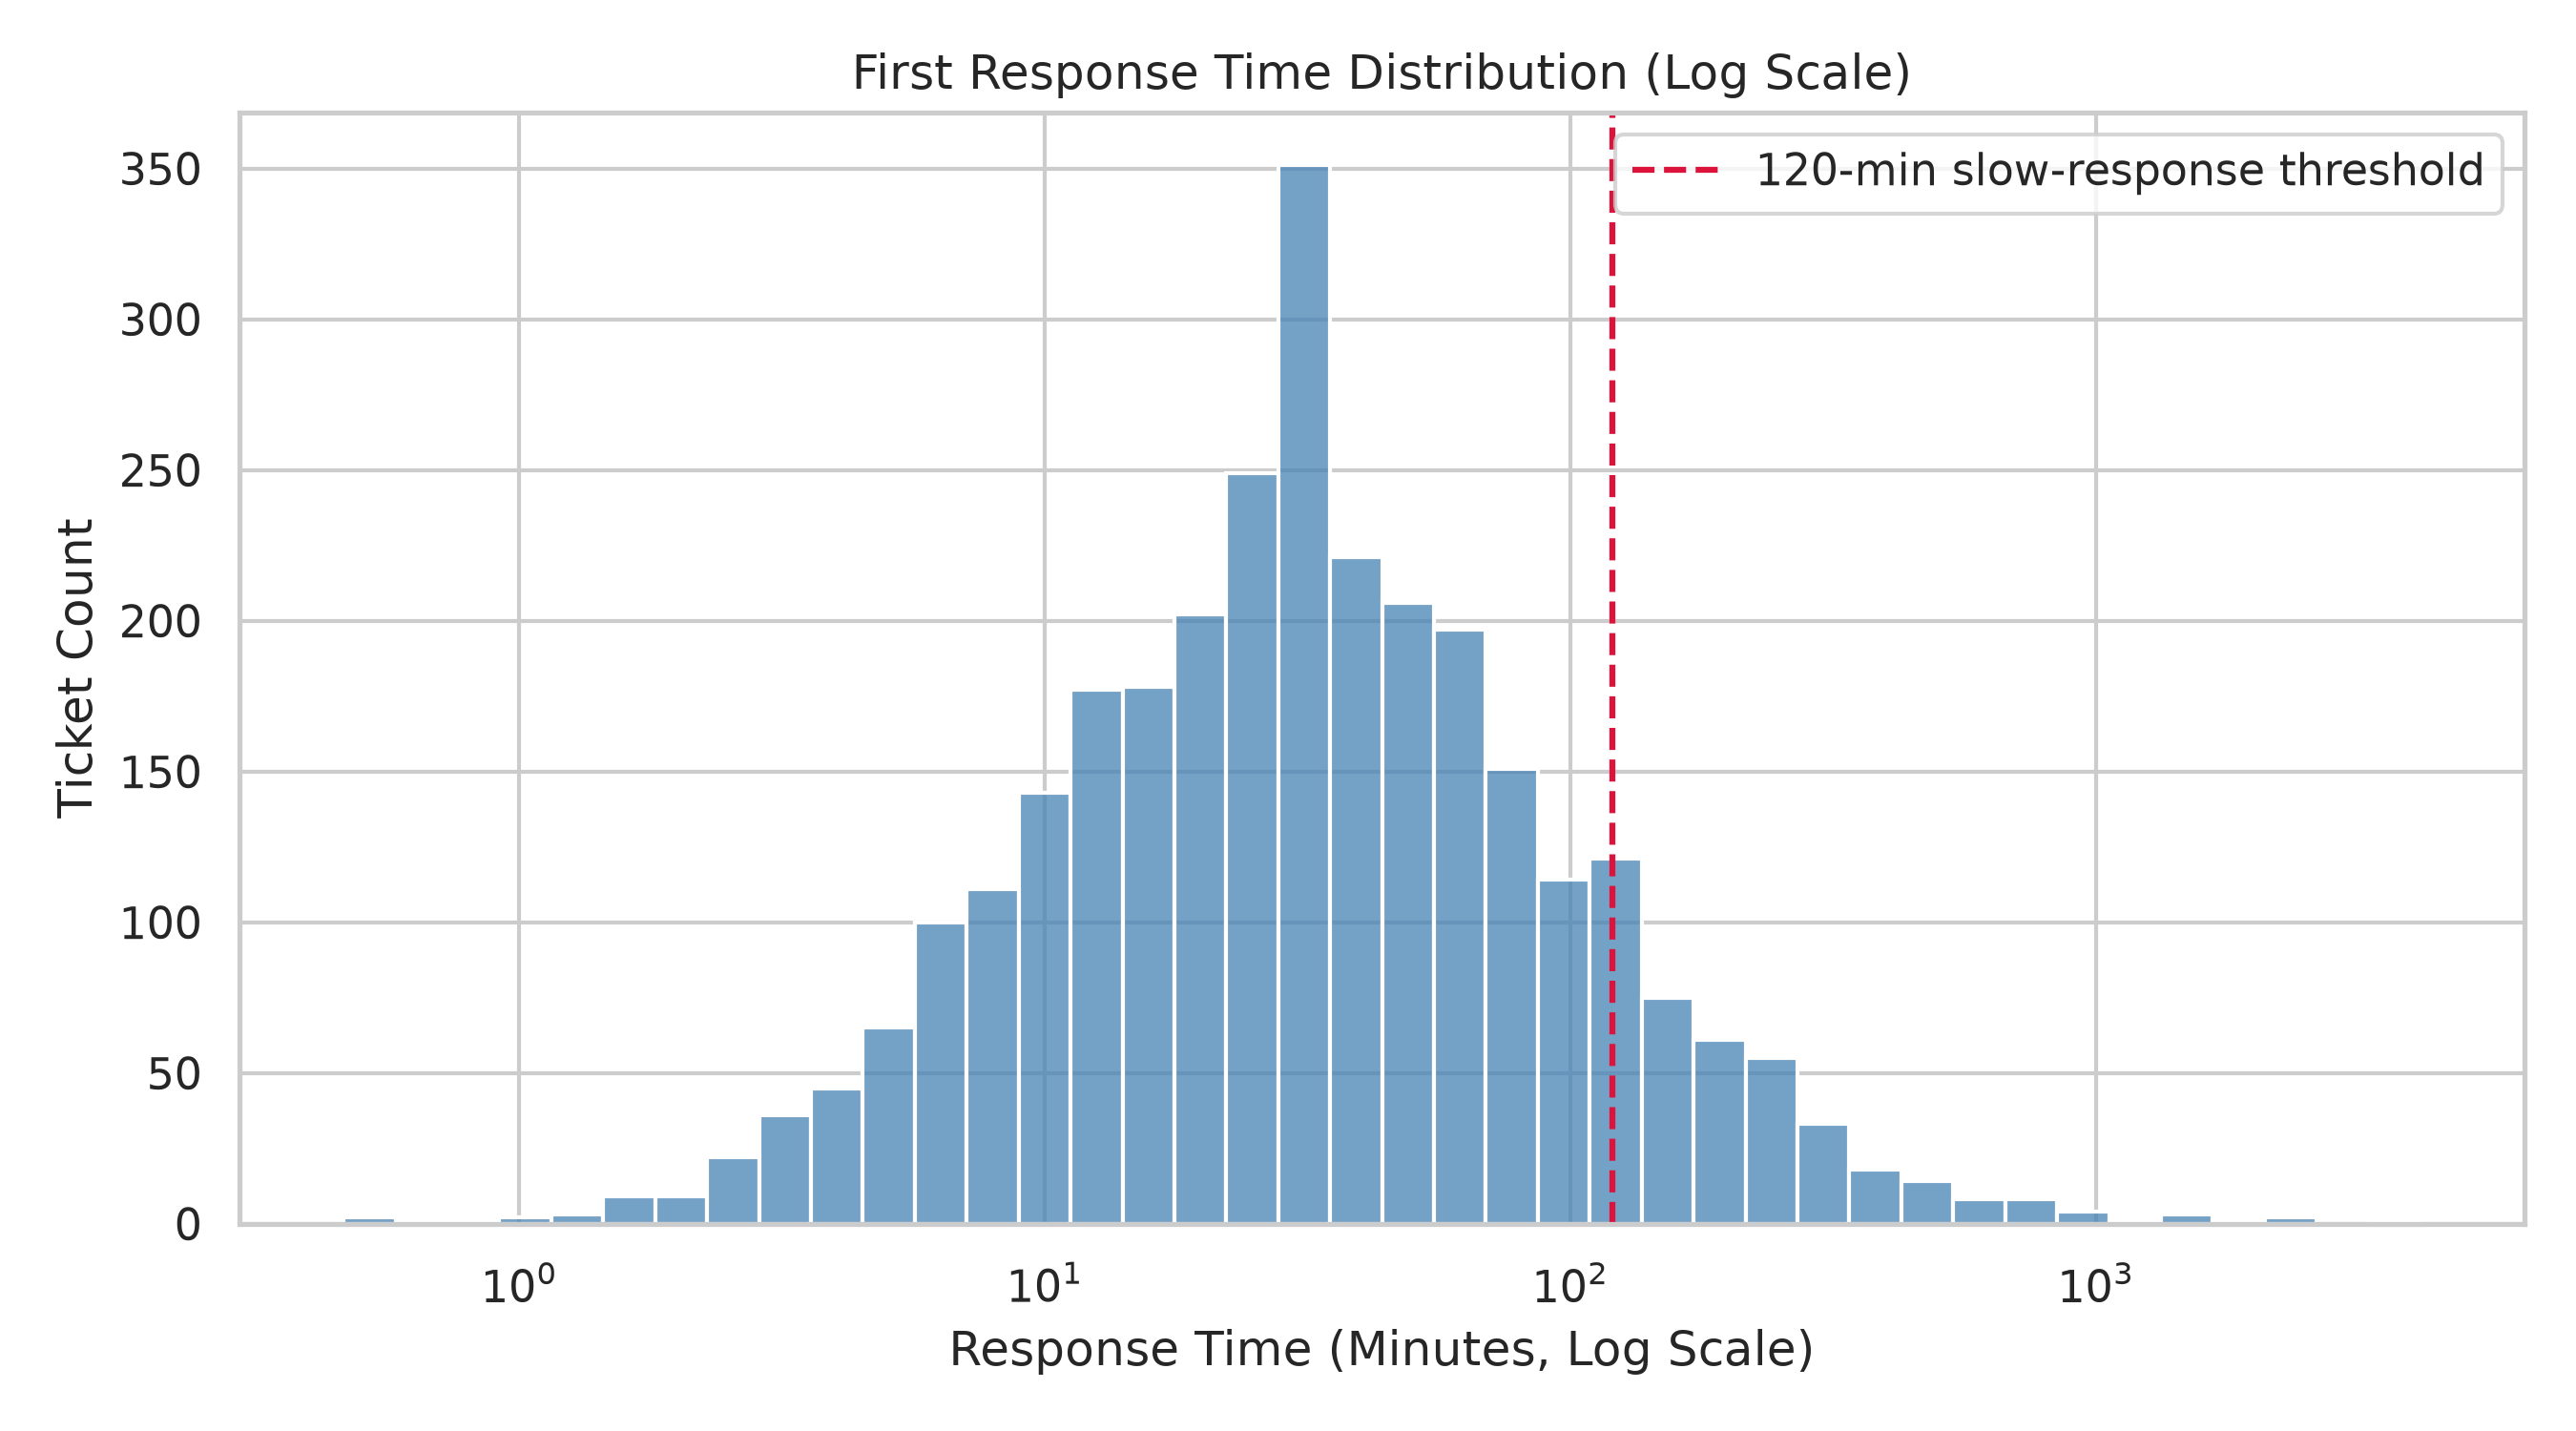 First Response Time Distribution (Log Scale)
120-min slow-response threshold
Ticket Count
350
300
250
200
150
100
50
0
10⁰ 10¹ 10² 10³
Response Time (Minutes, Log Scale)